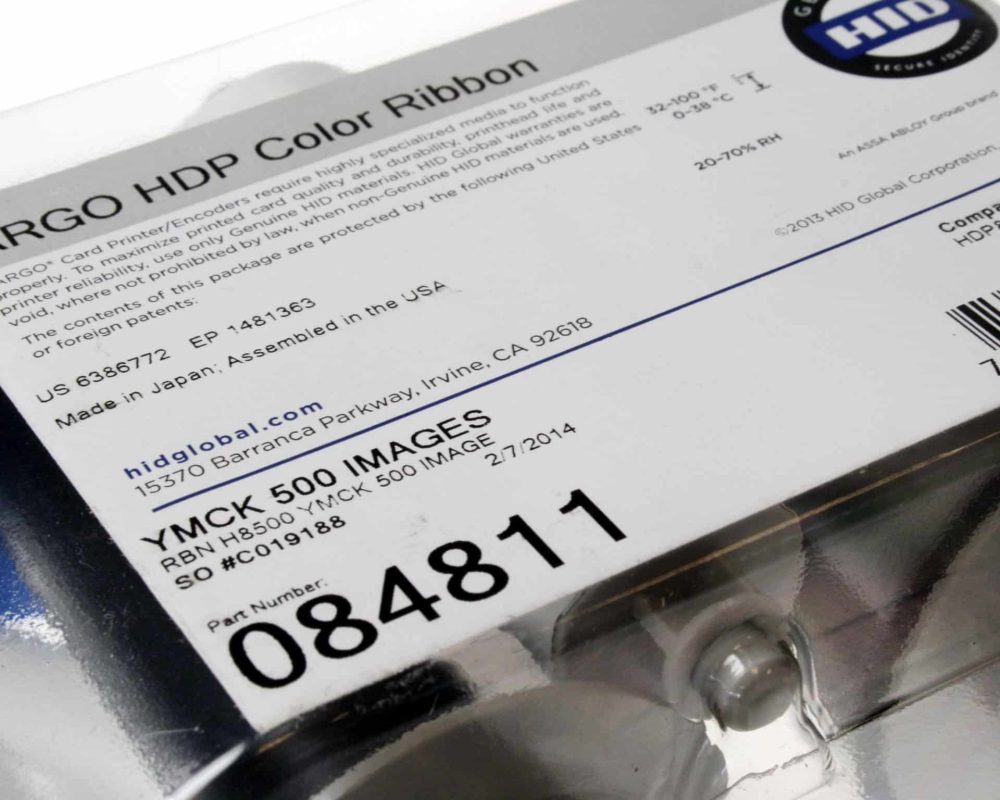 ARGO HDP Color Ribbon
ARGO® Card Printer/Encoders require highly specialized media to function
properly. To maximize printed card quality and durability, printhead life and
printer reliability, use only Genuine HID materials. HID Global warranties are
void, where not prohibited by law, when non-Genuine HID materials are used.
The contents of this package are protected by the following United States
or foreign patents:
US 6386772 EP 1481363
Made in Japan; Assembled in the USA
32-100 °F
0-38 °C
20-70% RH
HID
SECURE IDENTI
An ASSA ABLOY Group brand
©2013 HID Global Corporation.
hidglobal.com
15370 Barranca Parkway, Irvine, CA 92618
YMCK 500 IMAGES
RBN H8500 YMCK 500 IMAGE
2/7/2014
SO #C019188
Part Number:
084811
Compa
HDP8
7